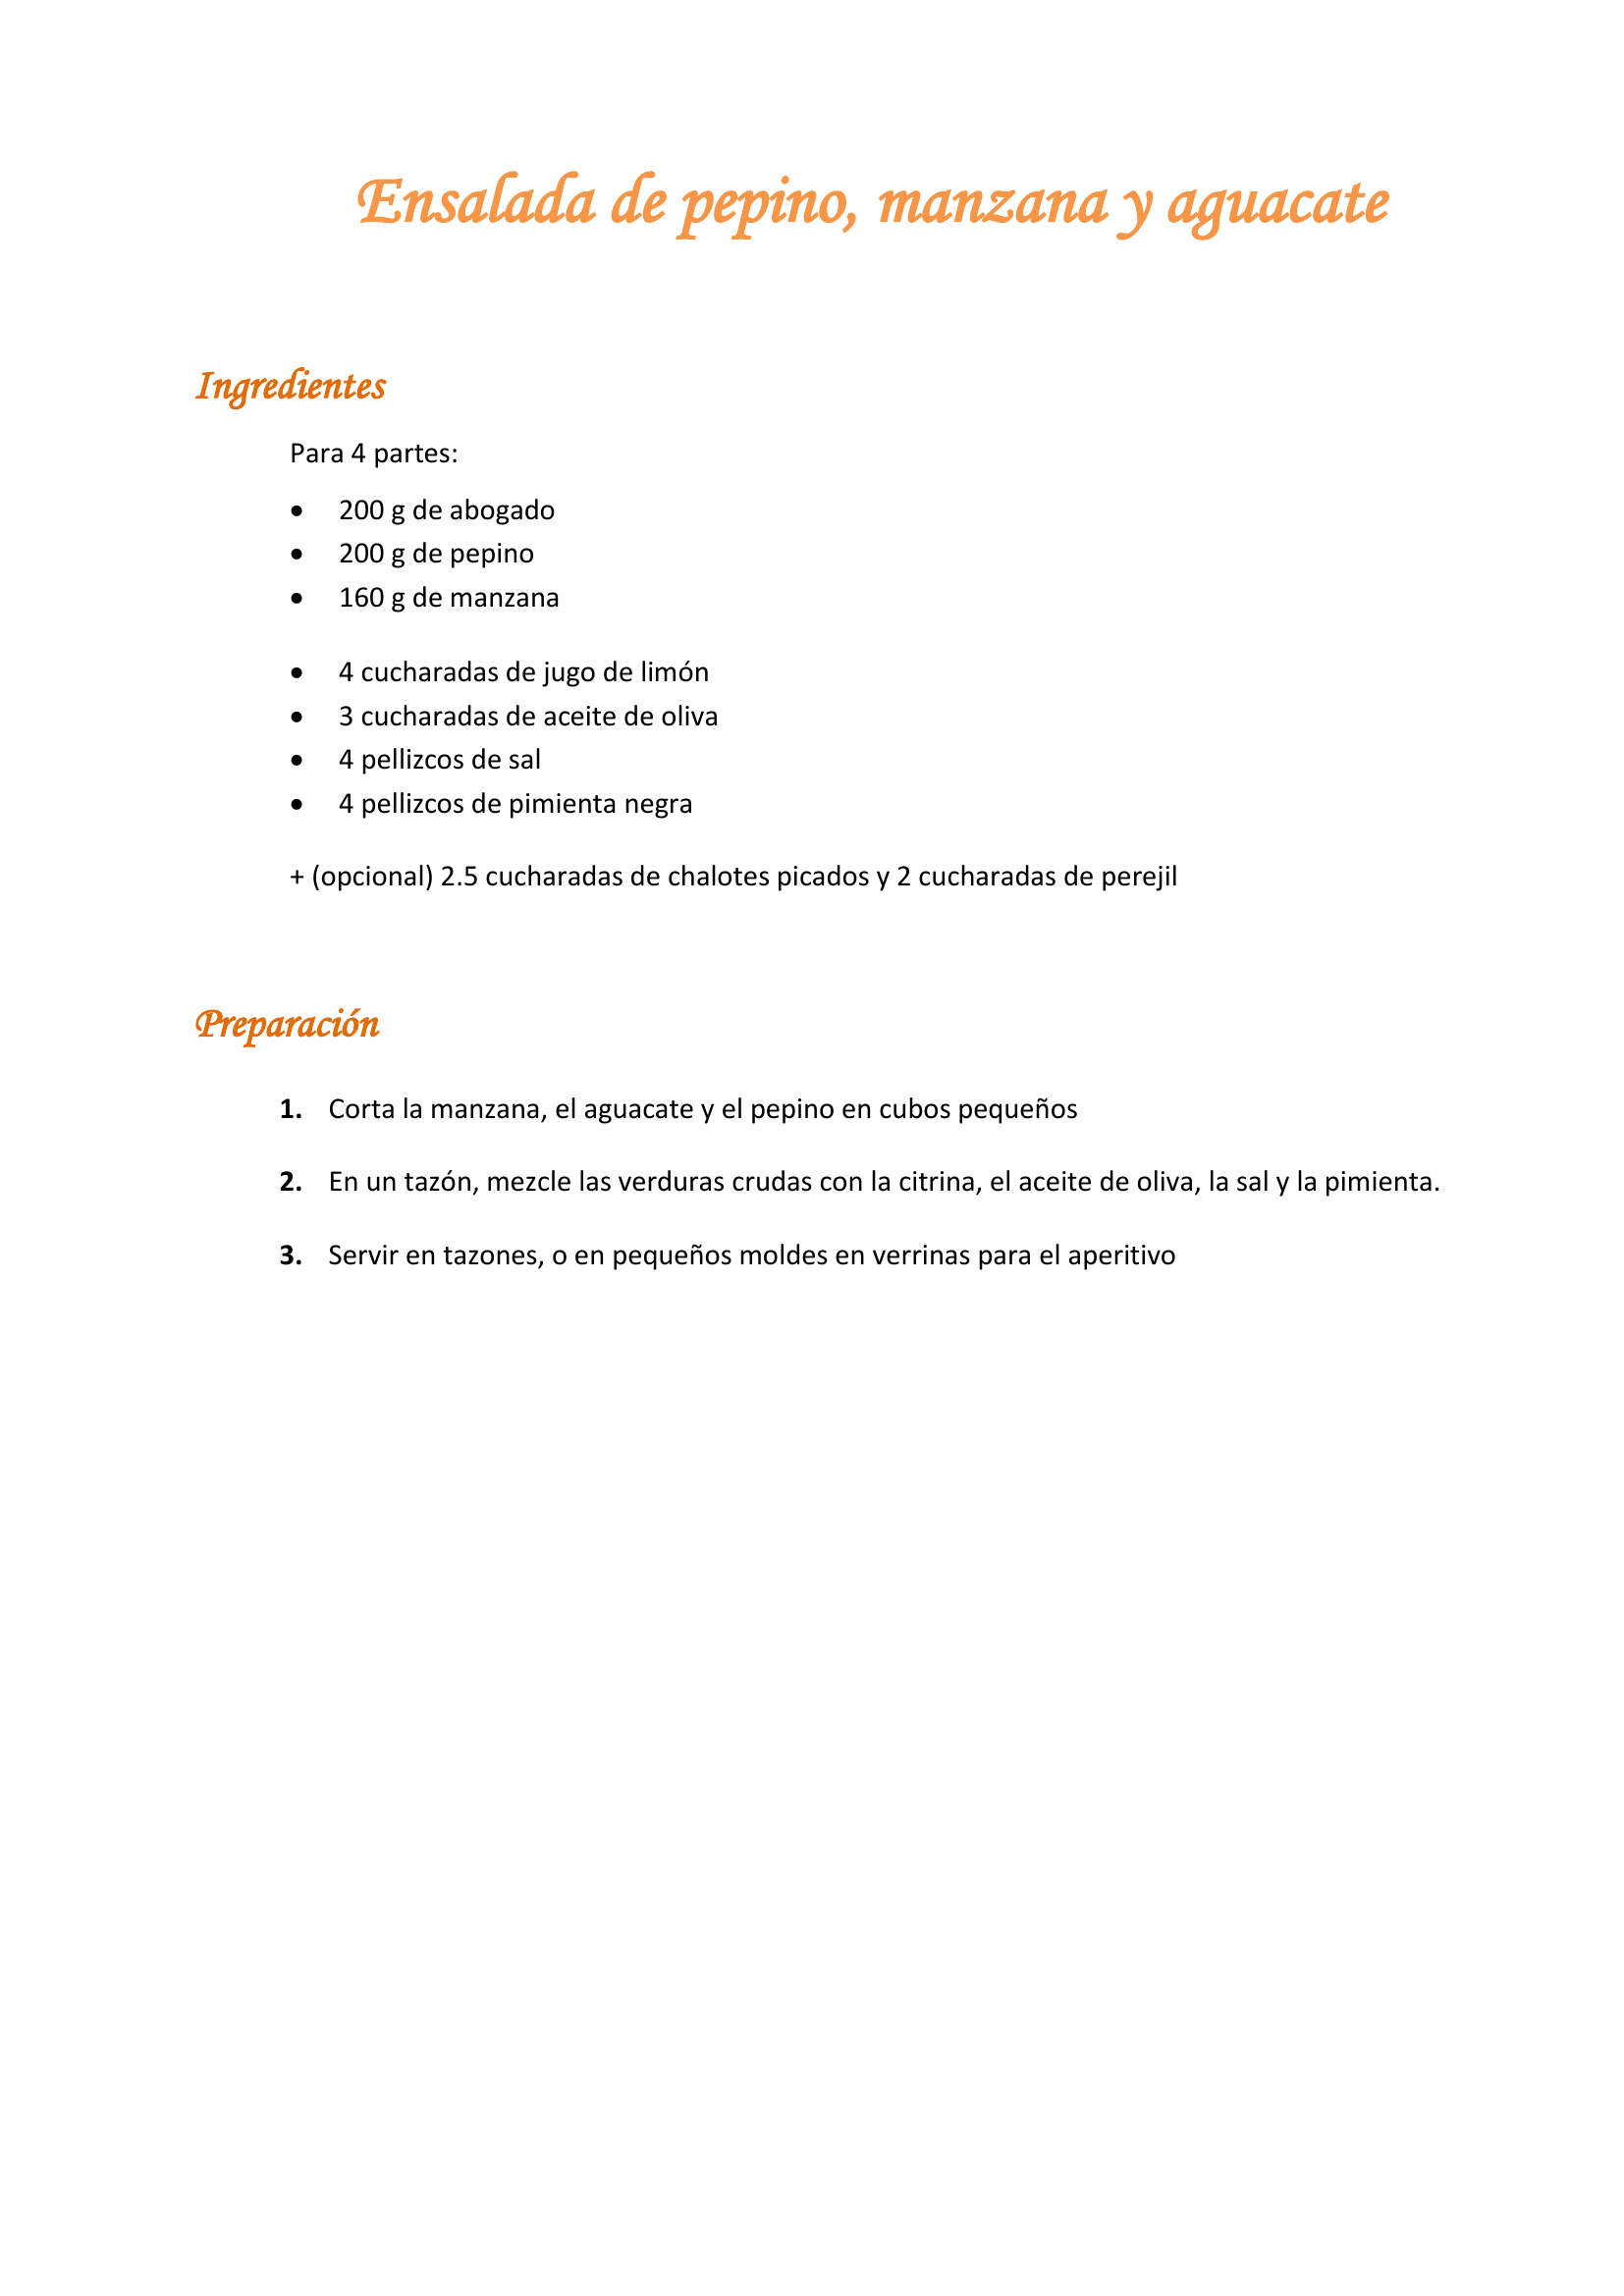 Ensalada de pepino, manzana y aguacate
Ingredientes
Para 4 partes:
• 200 g de abogado
• 200 g de pepino
• 160 g de manzana
• 4 cucharadas de jugo de limón
• 3 cucharadas de aceite de oliva
• 4 pellizcos de sal
• 4 pellizcos de pimienta negra
+ (opcional) 2.5 cucharadas de chalotes picados y 2 cucharadas de perejil
Preparación
1. Corta la manzana, el aguacate y el pepino en cubos pequeños
2. En un tazón, mezcle las verduras crudas con la citrina, el aceite de oliva, la sal y la pimienta.
3. Servir en tazones, o en pequeños moldes en verrinas para el aperitivo